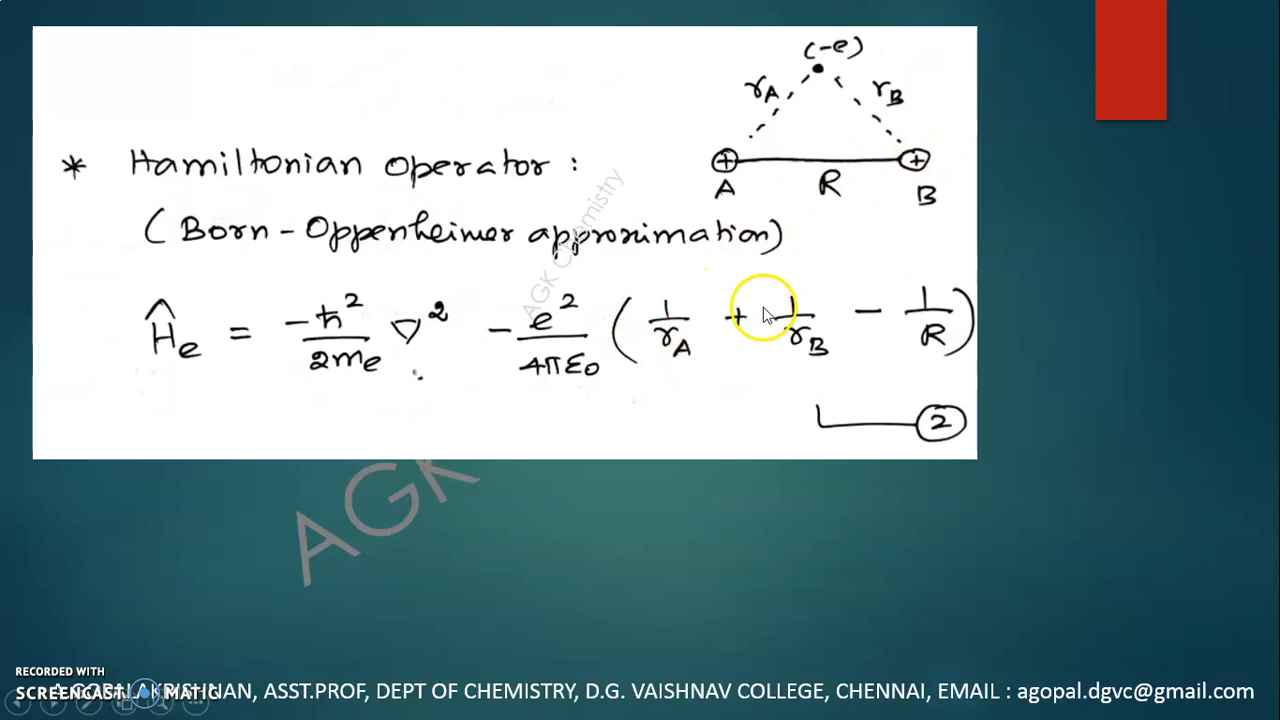 (-e)
rA rB
A R B
* Hamiltonian operator :
(Born - Oppenheimer approximation)
Ĥe = -ħ²/2me ∇² - e²/4πε0 (1/rA + 1/rB - 1/R)
2
AGK Chemistry
AGK
RECORDED WITH
SCREENCAST MATIC
KRISHNAN, ASST.PROF, DEPT OF CHEMISTRY, D.G. VAISHNAV COLLEGE, CHENNAI, EMAIL : agopal.dgvc@gmail.com